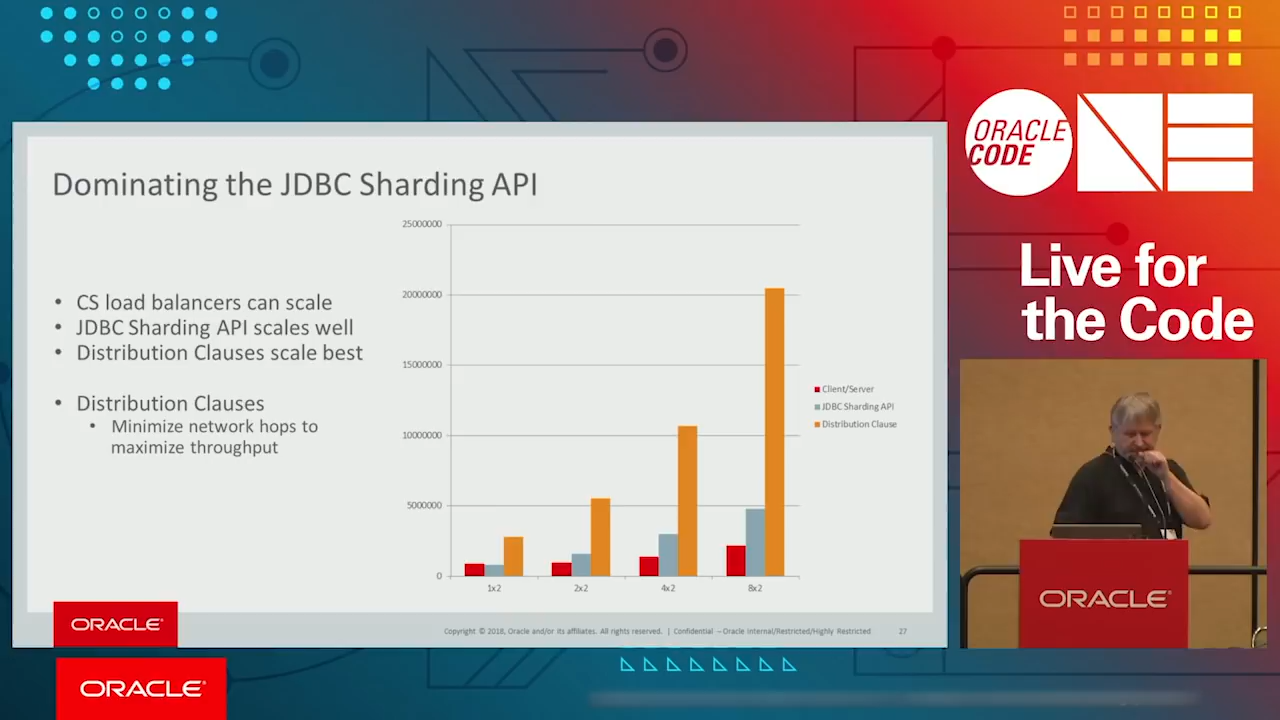 Dominating the JDBC Sharding API
• CS load balancers can scale
• JDBC Sharding API scales well
• Distribution Clauses scale best
• Distribution Clauses
• Minimize network hops to
maximize throughput
25000000
20000000
15000000
10000000
5000000
0
1x2
2x2
4x2
8x2
Client/Server
JDBC Sharding API
Distribution Clause
ORACLE
Copyright © 2018, Oracle and/or its affiliates. All rights reserved. | Confidential – Oracle Internal/Restricted/Highly Restricted
27
ORACLE
ORACLE
CODE
ONE
Live for
the Code
ORACLE